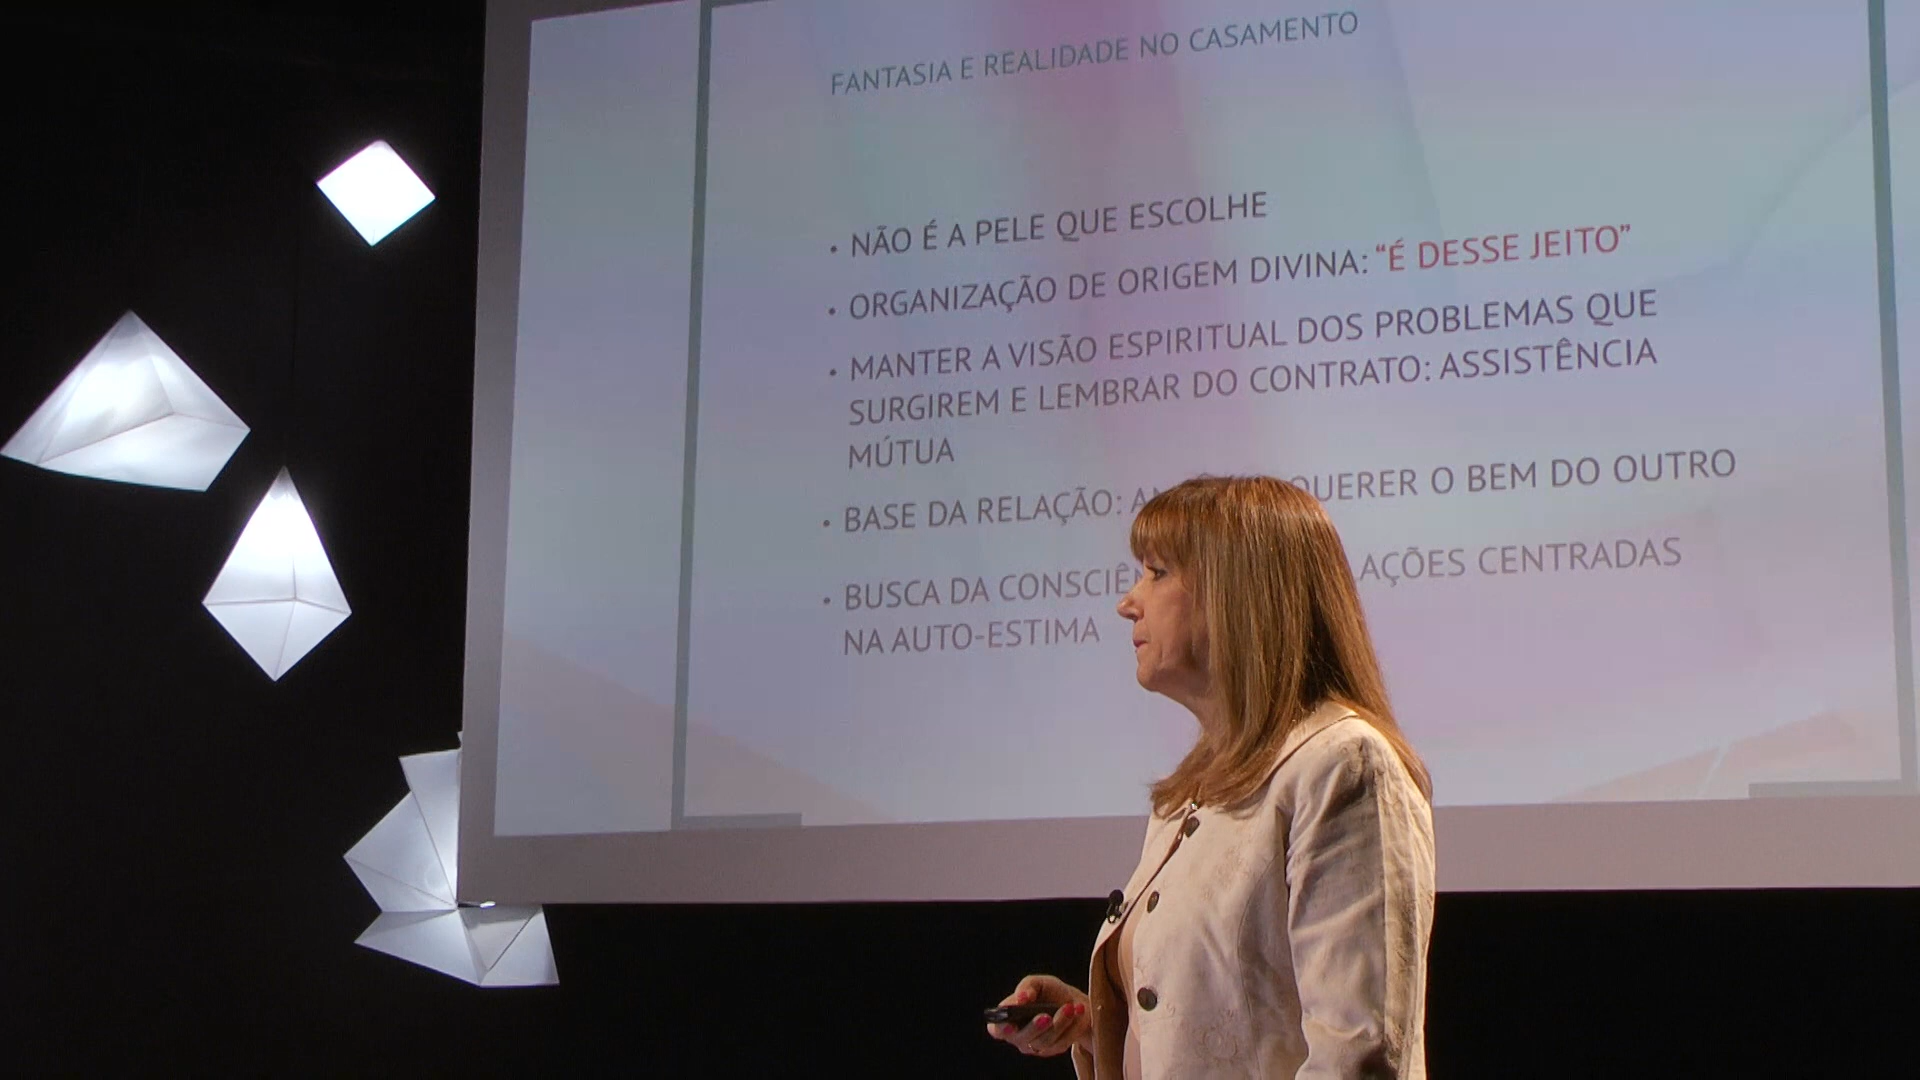 FANTASIA E REALIDADE NO CASAMENTO
• NÃO É A PELE QUE ESCOLHE
• ORGANIZAÇÃO DE ORIGEM DIVINA: “É DESSE JEITO”
• MANTER A VISÃO ESPIRITUAL DOS PROBLEMAS QUE
SURGIREM E LEMBRAR DO CONTRATO: ASSISTÊNCIA
MÚTUA
• BASE DA RELAÇÃO: QUERER O BEM DO OUTRO
• BUSCA DA CENTRADAS
NA AUTO-ESTIMA